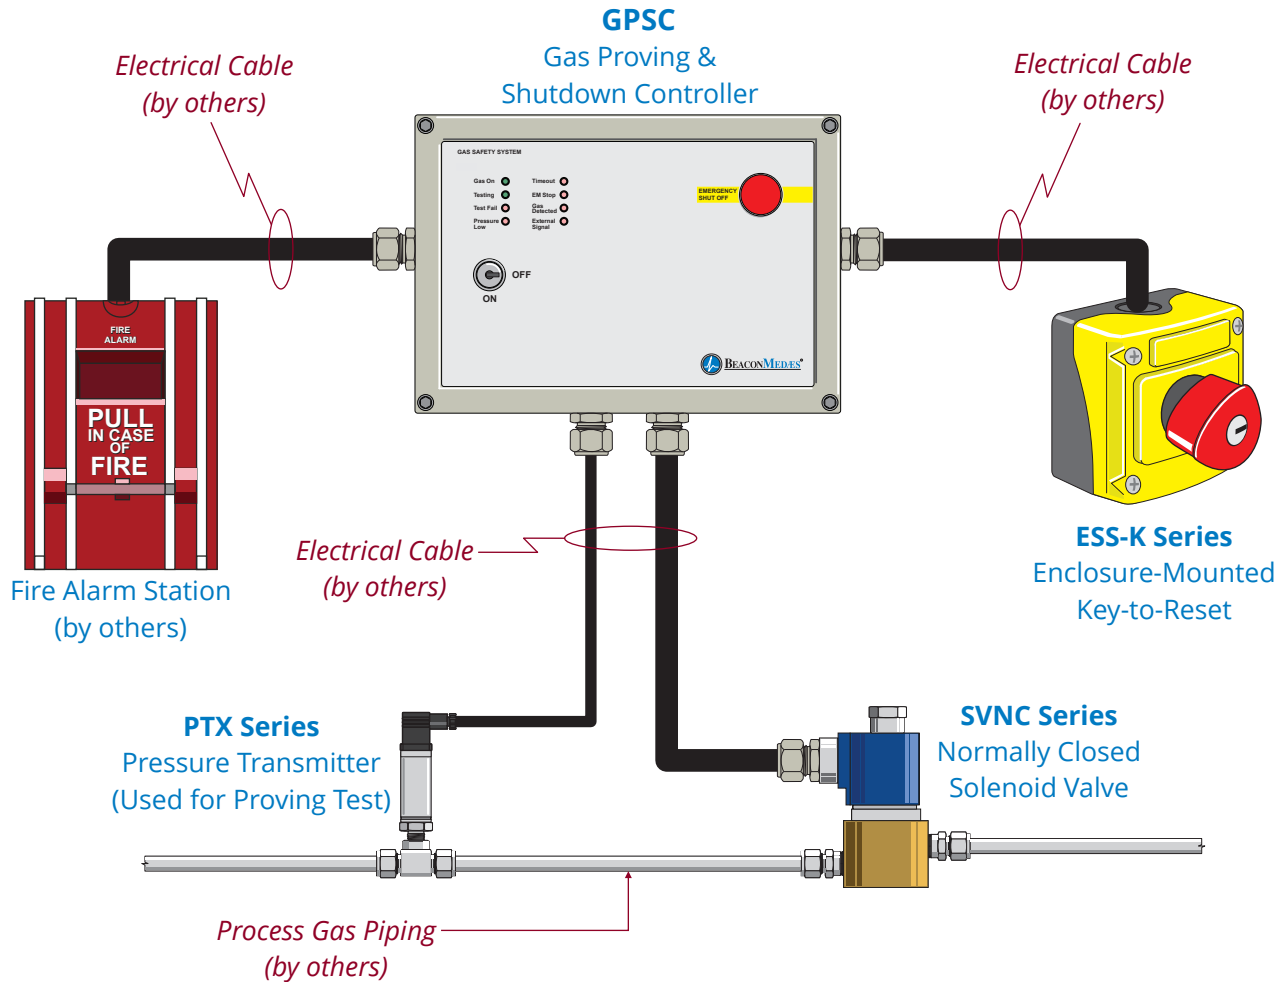 GPSC
Gas Proving &
Shutdown Controller
Electrical Cable
(by others)
Electrical Cable
(by others)
GAS SAFETY SYSTEM
Gas On
Timeout
Testing
EM Stop
Test Fail
Gas
Detected
Pressure
Low
External
Signal
EMERGENCY
SHUT OFF
OFF
ON
BEACONMEDÆS®
FIRE
ALARM
PULL
IN CASE
OF
FIRE
Fire Alarm Station
(by others)
Electrical Cable
(by others)
ESS-K Series
Enclosure-Mounted
Key-to-Reset
PTX Series
Pressure Transmitter
(Used for Proving Test)
SVNC Series
Normally Closed
Solenoid Valve
Process Gas Piping
(by others)